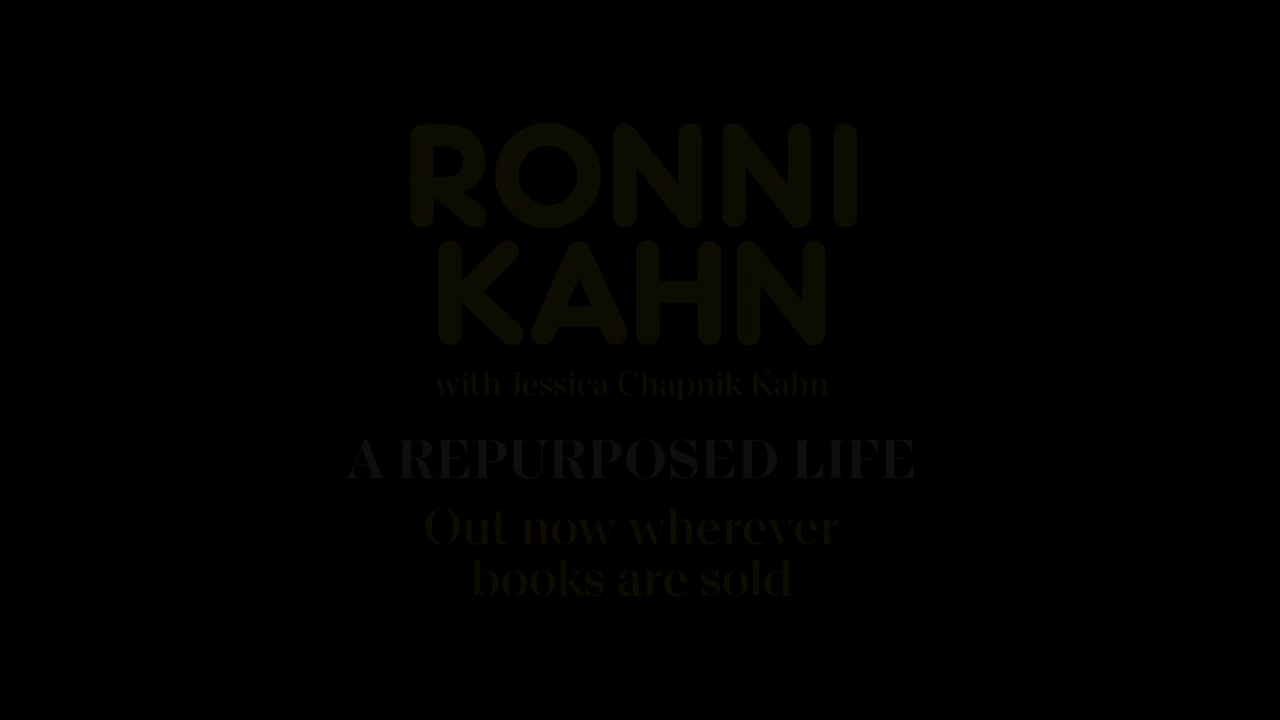 RONNI
KAHN
with Jessica Chapnik Kahn
A REPURPOSED LIFE
Out now wherever
books are sold